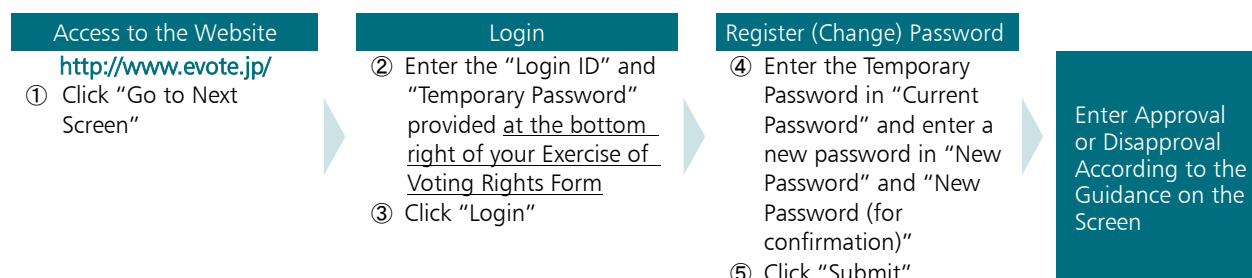 Access to the Website
http://www.evote.jp/
① Click “Go to Next
Screen”
Login
② Enter the “Login ID” and
“Temporary Password”
provided at the bottom
right of your Exercise of
Voting Rights Form
③ Click “Login”
Register (Change) Password
④ Enter the Temporary
Password in “Current
Password” and enter a
new password in “New
Password” and “New
Password (for
confirmation)”
⑤ Click “Submit”
Enter Approval
or Disapproval
According to the
Guidance on the
Screen